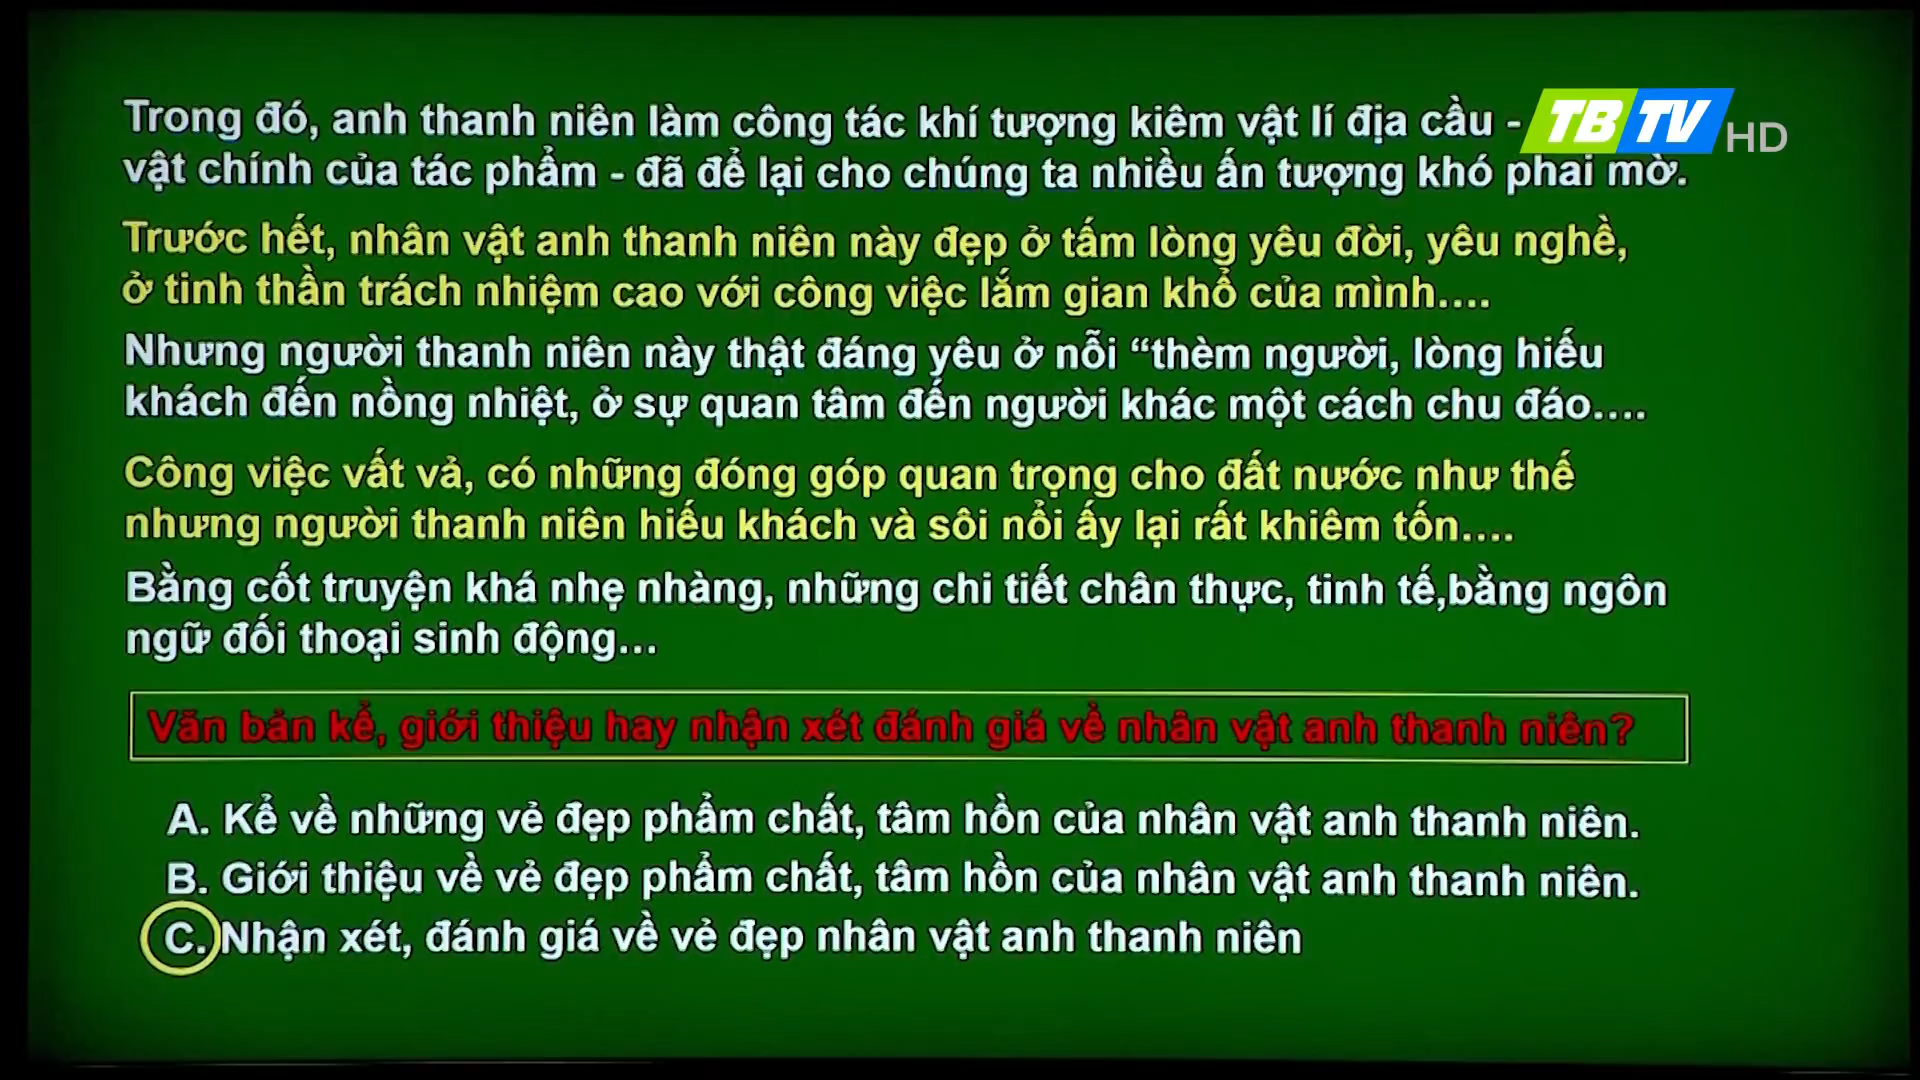 Trong đó, anh thanh niên làm công tác khí tượng kiêm vật lí địa cầu -
TBTV HD
vật chính của tác phẩm - đã để lại cho chúng ta nhiều ấn tượng khó phai mờ.
Trước hết, nhân vật anh thanh niên này đẹp ở tấm lòng yêu đời, yêu nghề,
ở tinh thần trách nhiệm cao với công việc lắm gian khổ của mình....
Nhưng người thanh niên này thật đáng yêu ở nỗi “thèm người, lòng hiếu
khách đến nồng nhiệt, ở sự quan tâm đến người khác một cách chu đáo....
Công việc vất vả, có những đóng góp quan trọng cho đất nước như thế
nhưng người thanh niên hiếu khách và sôi nổi ấy lại rất khiêm tốn....
Bằng cốt truyện khá nhẹ nhàng, những chi tiết chân thực, tinh tế,bằng ngôn
ngữ đối thoại sinh động...
Văn bản kể, giới thiệu hay nhận xét đánh giá về nhân vật anh thanh niên?
A. Kể về những vẻ đẹp phẩm chất, tâm hồn của nhân vật anh thanh niên.
B. Giới thiệu về vẻ đẹp phẩm chất, tâm hồn của nhân vật anh thanh niên.
C. Nhận xét, đánh giá về vẻ đẹp nhân vật anh thanh niên